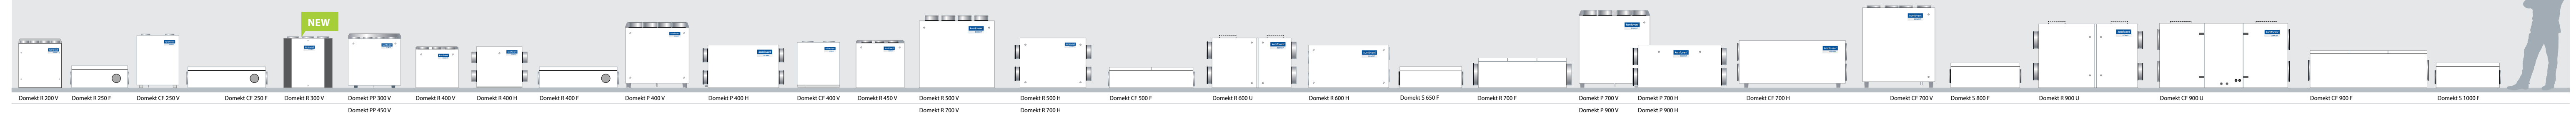 NEW
Domekt R 200 V Domekt R 250 F Domekt CF 250 V Domekt CF 250 F Domekt R 300 V Domekt PP 300 V Domekt R 400 V Domekt R 400 H Domekt R 400 F Domekt P 400 V Domekt P 400 H Domekt CF 400 V Domekt R 450 V Domekt R 500 V Domekt R 500 H Domekt CF 500 F Domekt R 600 U Domekt R 600 H Domekt S 650 F Domekt R 700 F Domekt P 700 V Domekt P 700 H Domekt CF 700 H Domekt CF 700 V Domekt S 800 F Domekt R 900 U Domekt CF 900 U Domekt CF 900 F Domekt S 1000 F
Domekt PP 450 V Domekt R 700 V Domekt R 700 H Domekt P 900 V Domekt P 900 H